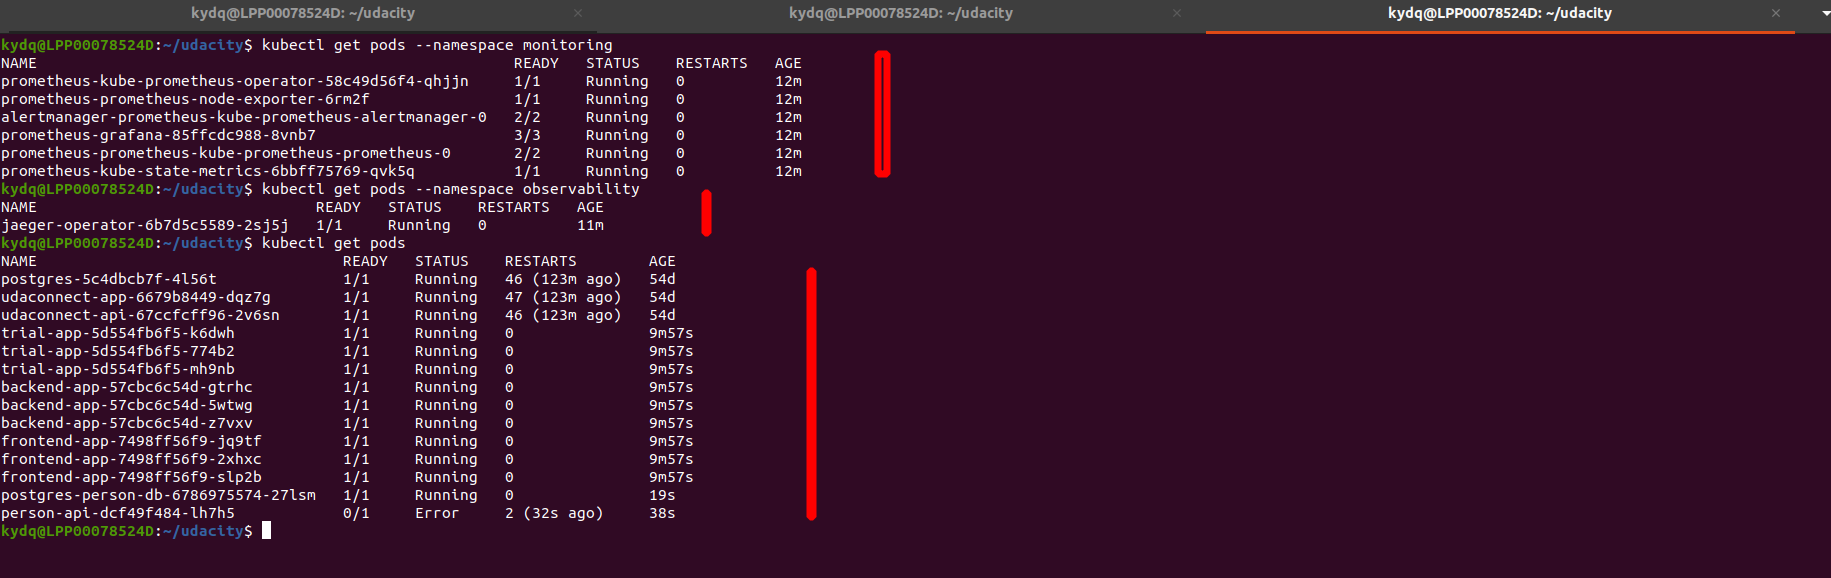 kydq@LPP00078524D: ~/udacity × kydq@LPP00078524D: ~/udacity × kydq@LPP00078524D: ~/udacity ×
kydq@LPP00078524D:~/udacity$ kubectl get pods --namespace monitoring
NAME READY STATUS RESTARTS AGE
prometheus-kube-prometheus-operator-58c49d56f4-qhjjn 1/1 Running 0 12m
prometheus-prometheus-node-exporter-6rm2f 1/1 Running 0 12m
alertmanager-prometheus-kube-prometheus-alertmanager-0 2/2 Running 0 12m
prometheus-grafana-85ffcdc988-8vnb7 3/3 Running 0 12m
prometheus-prometheus-kube-prometheus-prometheus-0 2/2 Running 0 12m
prometheus-kube-state-metrics-6bbff75769-qvk5q 1/1 Running 0 12m
kydq@LPP00078524D:~/udacity$ kubectl get pods --namespace observability
NAME READY STATUS RESTARTS AGE
jaeger-operator-6b7d5c5589-2sj5j 1/1 Running 0 11m
kydq@LPP00078524D:~/udacity$ kubectl get pods
NAME READY STATUS RESTARTS AGE
postgres-5c4dbcb7f-4l56t 1/1 Running 46 (123m ago) 54d
udaconnect-app-6679b8449-dqz7g 1/1 Running 47 (123m ago) 54d
udaconnect-api-67ccfcff96-2v6sn 1/1 Running 46 (123m ago) 54d
trial-app-5d554fb6f5-k6dwh 1/1 Running 0 9m57s
trial-app-5d554fb6f5-774b2 1/1 Running 0 9m57s
trial-app-5d554fb6f5-mh9nb 1/1 Running 0 9m57s
backend-app-57cbc6c54d-gtrhc 1/1 Running 0 9m57s
backend-app-57cbc6c54d-5wtwg 1/1 Running 0 9m57s
backend-app-57cbc6c54d-z7vxv 1/1 Running 0 9m57s
frontend-app-7498ff56f9-jq9tf 1/1 Running 0 9m57s
frontend-app-7498ff56f9-2xhxc 1/1 Running 0 9m57s
frontend-app-7498ff56f9-slp2b 1/1 Running 0 9m57s
postgres-person-db-6786975574-27lsm 1/1 Running 0 19s
person-api-dcf49f484-lh7h5 0/1 Error 2 (32s ago) 38s
kydq@LPP00078524D:~/udacity$